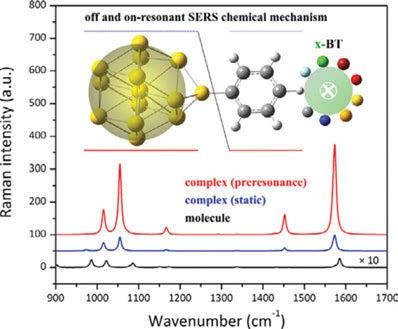 off and on-resonant SERS chemical mechanism
x-BT
X
complex (preresonance)
complex (static)
molecule
× 10
Raman intensity (a.u.)
800
700
600
500
400
300
200
100
0
900 1000 1100 1200 1300 1400 1500 1600 1700
Wavenumber (cm⁻¹)